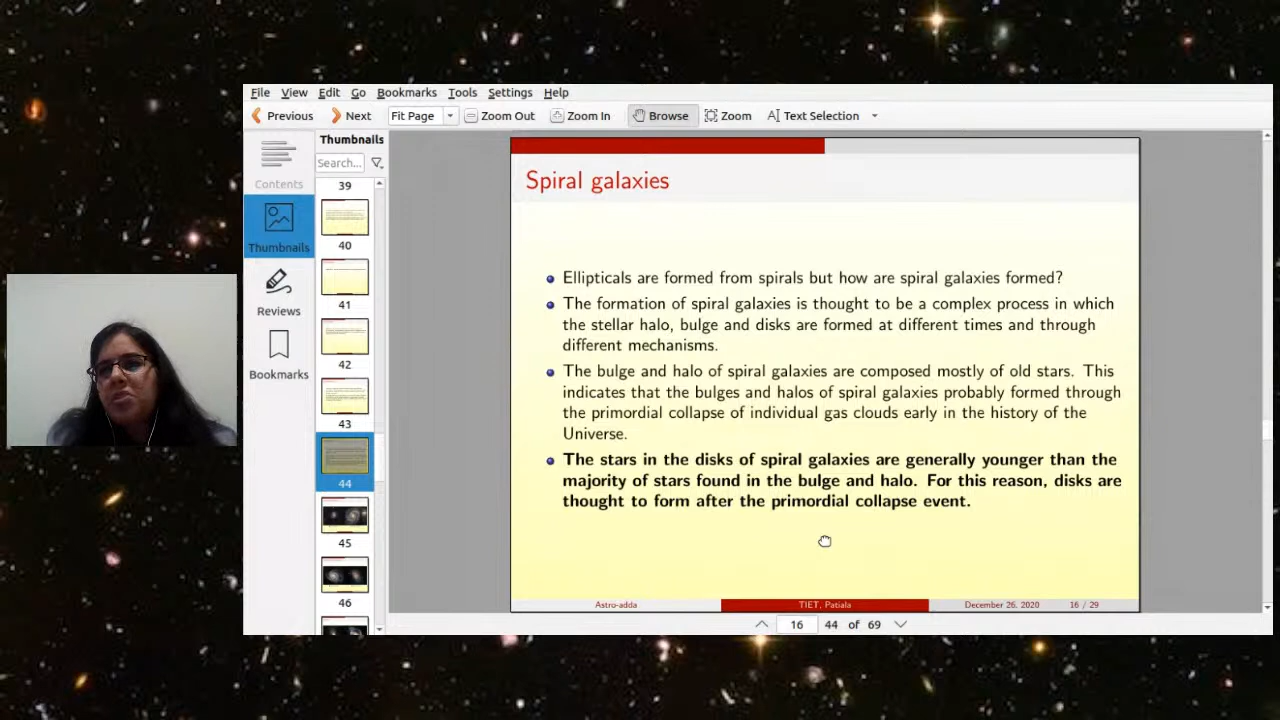 File View Edit Go Bookmarks Tools Settings Help
Previous Next Fit Page Zoom Out Zoom In Browse Zoom Text Selection
Contents
Thumbnails
Reviews
Bookmarks
Thumbnails
Search...
39
40
41
42
43
44
45
46
Spiral galaxies
Ellipticals are formed from spirals but how are spiral galaxies formed?
The formation of spiral galaxies is thought to be a complex process in which
the stellar halo, bulge and disks are formed at different times and through
different mechanisms.
The bulge and halo of spiral galaxies are composed mostly of old stars. This
indicates that the bulges and halos of spiral galaxies probably formed through
the primordial collapse of individual gas clouds early in the history of the
Universe.
The stars in the disks of spiral galaxies are generally younger than the
majority of stars found in the bulge and halo. For this reason, disks are
thought to form after the primordial collapse event.
Astro-adda TIET, Patiala December 26, 2020 16 / 29
16 44 of 69